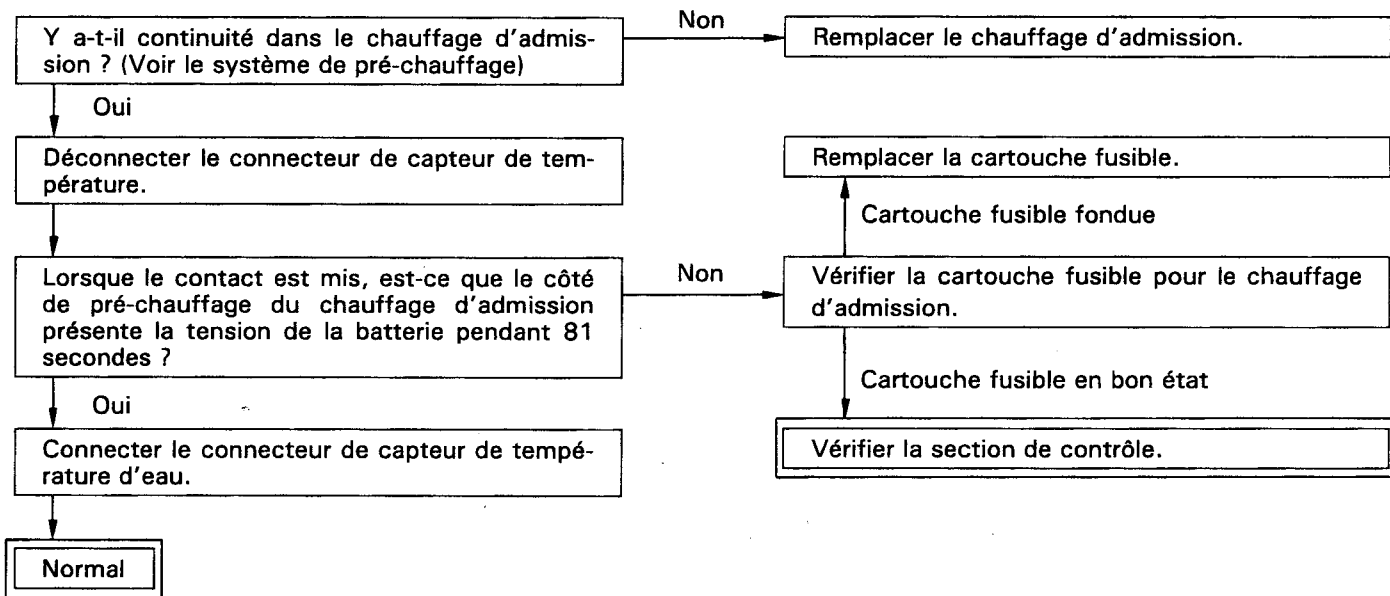 Y a-t-il continuité dans le chauffage d'admis-
sion ? (Voir le système de pré-chauffage)
Non
Remplacer le chauffage d'admission.
Oui
Déconnecter le connecteur de capteur de tem-
pérature.
Remplacer la cartouche fusible.
Cartouche fusible fondue
Lorsque le contact est mis, est-ce que le côté
de pré-chauffage du chauffage d'admission
présente la tension de la batterie pendant 81
secondes ?
Non
Vérifier la cartouche fusible pour le chauffage
d'admission.
Oui
Cartouche fusible en bon état
Connecter le connecteur de capteur de tempé-
rature d'eau.
Vérifier la section de contrôle.
Normal